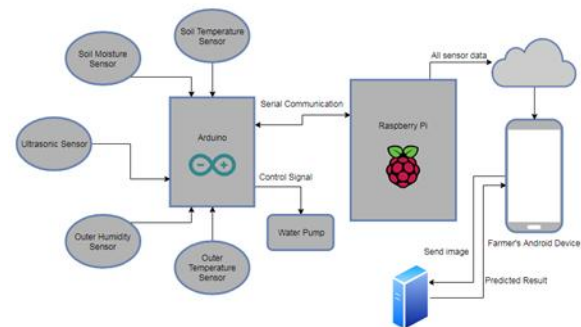 Soil Temperature
Sensor
Soil Moisture
Sensor
All sensor data
Serial Communication
Arduino
Raspberry Pi
Ultrasonic Sensor
Control Signal
Water Pump
Outer Humidity
Sensor
Outer
Temperature
Sensor
Farmer's Android Device
Send image
Predicted Result